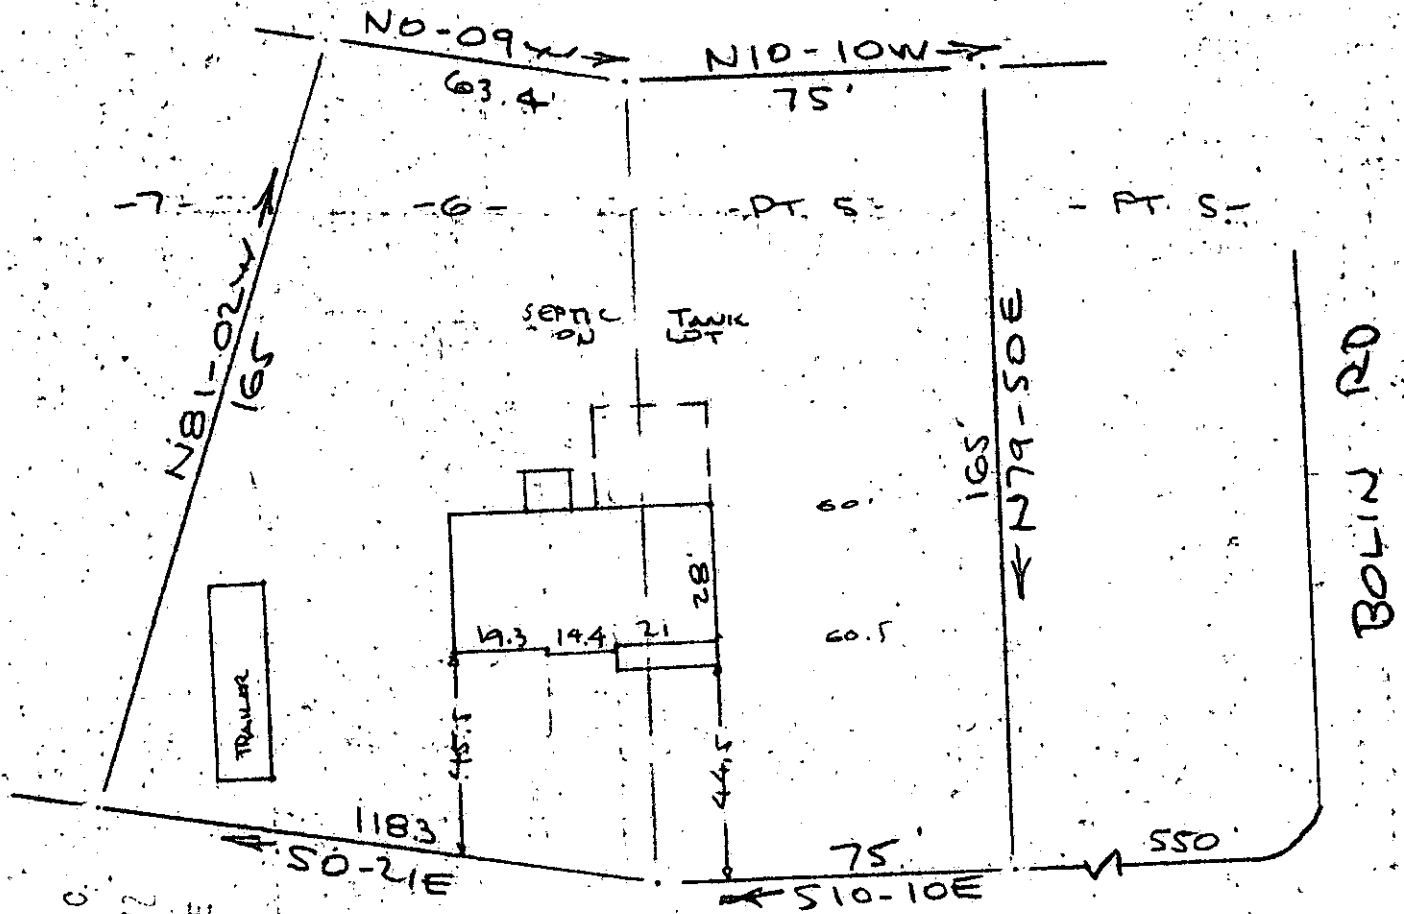 N0-09W
N10-10W
63.4'
75'
-7-
-6-
-PT. 5-
-PT. 5-
N81-02W
165
SEPTIC TANK
ON LOT
165'
N79-50E
BOLIN RD
60'
28'
19.3
14.4
21
60.5
TRAILER
45.5
44.5
118.3
S0-21E
75'
S10-10E
550'